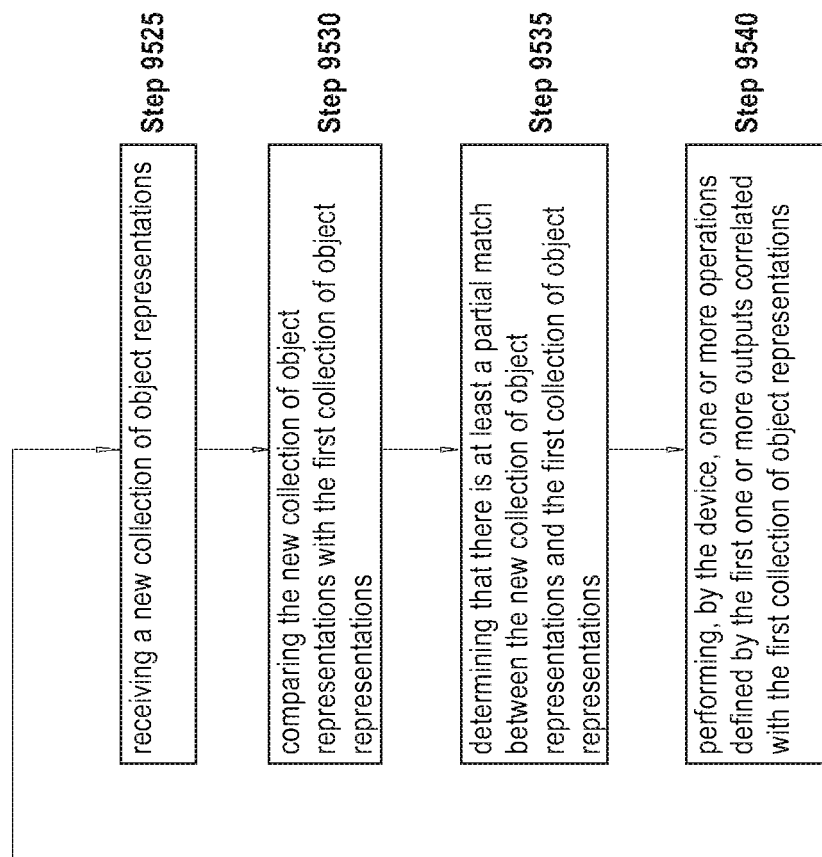 receiving a new collection of object representations
Step 9525
comparing the new collection of object
representations with the first collection of object
representations
Step 9530
determining that there is at least a partial match
between the new collection of object
representations and the first collection of object
representations
Step 9535
performing, by the device, one or more operations
defined by the first one or more outputs correlated
with the first collection of object representations
Step 9540